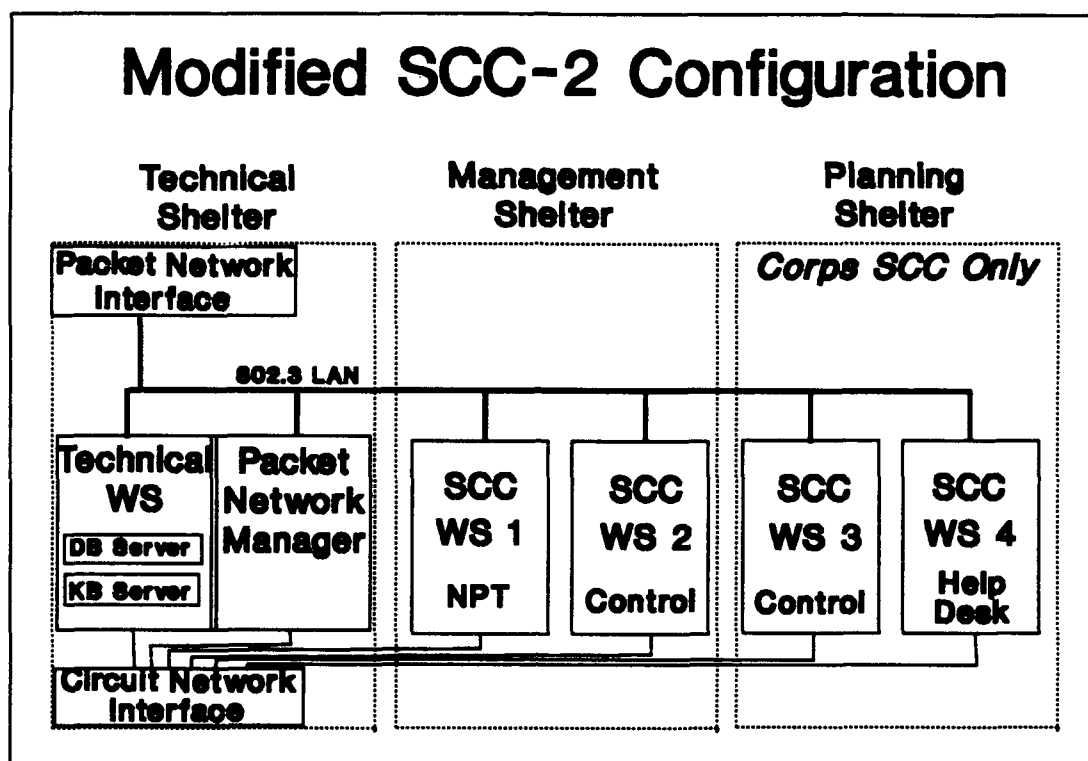 Modified SCC-2 Configuration
Technical
Shelter
Management
Shelter
Planning
Shelter
Packet Network
Interface
Corps SCC Only
802.3 LAN
Technical
WS
DB Server
KB Server
Packet
Network
Manager
SCC
WS 1
NPT
SCC
WS 2
Control
SCC
WS 3
Control
SCC
WS 4
Help
Desk
Circuit Network
Interface